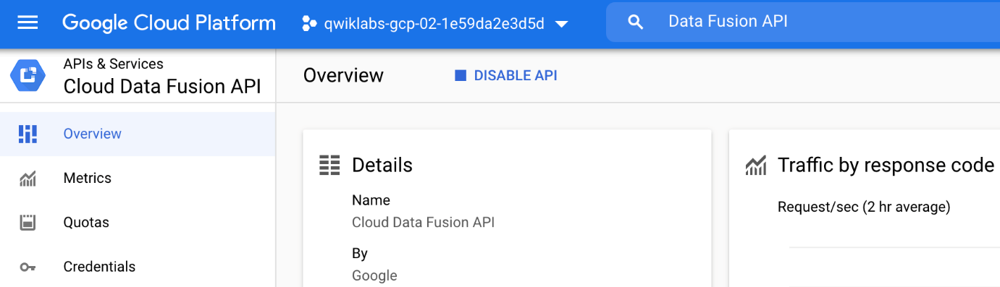 Google Cloud Platform
qwiklabs-gcp-02-1e59da2e3d5d
Data Fusion API
APIs & Services
Cloud Data Fusion API
Overview
DISABLE API
Overview
Metrics
Quotas
Credentials
Details
Name
Cloud Data Fusion API
By
Google
Traffic by response code
Request/sec (2 hr average)